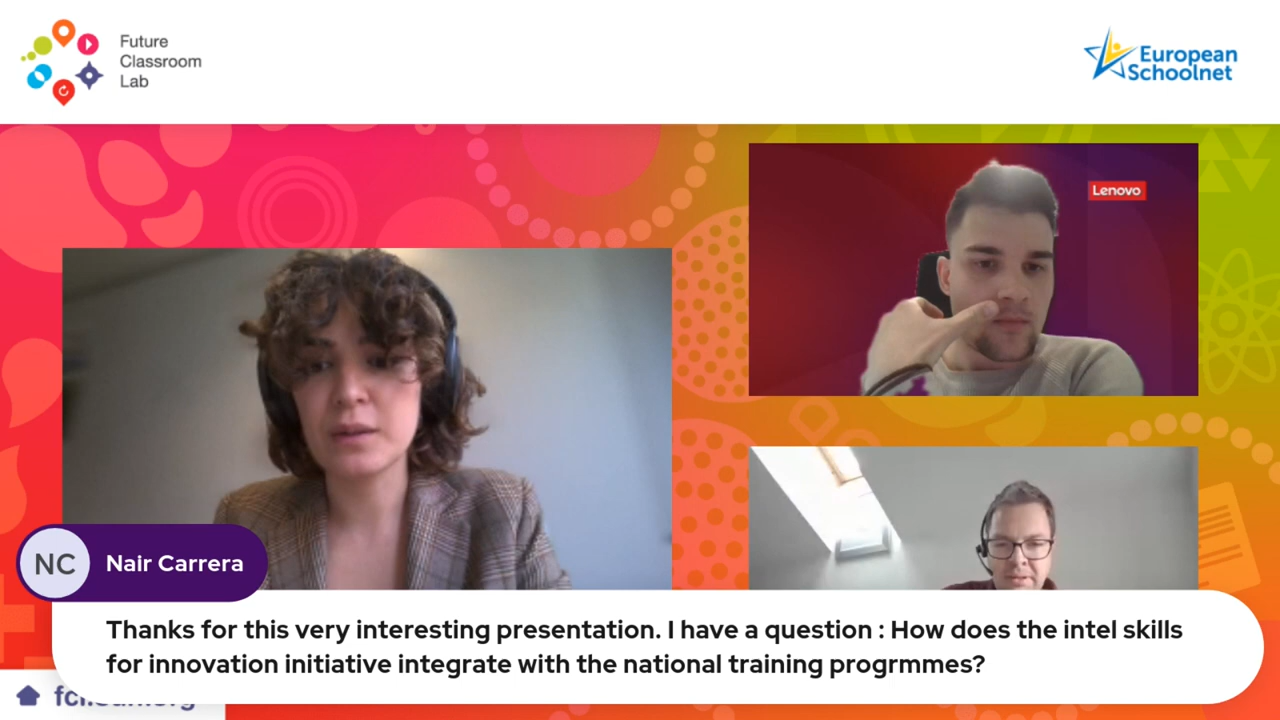 Future
Classroom
Lab
European
Schoolnet
Lenovo
NC
Nair Carrera
Thanks for this very interesting presentation. I have a question : How does the intel skills
for innovation initiative integrate with the national training progrmmes?